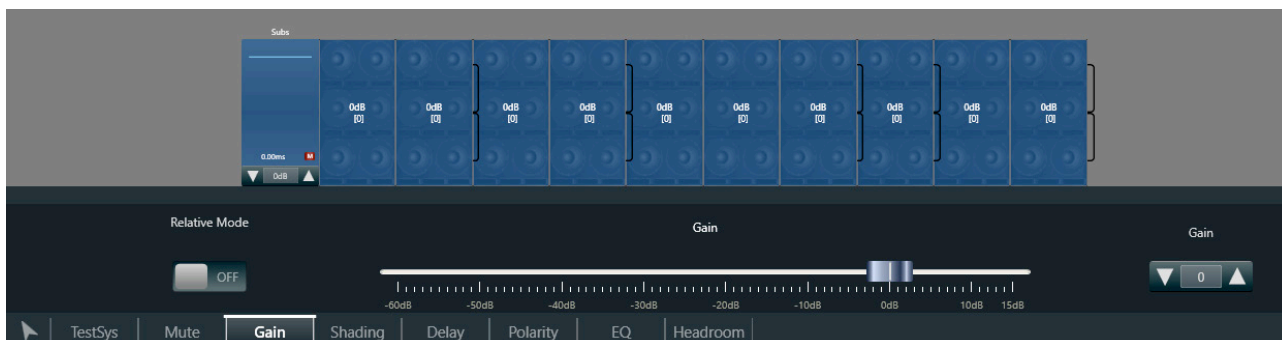 Subs
0dB 0dB 0dB 0dB 0dB 0dB 0dB 0dB 0dB 0dB
[0] [0] [0] [0] [0] [0] [0] [0] [0] [0]
0.00ms M
0dB
Relative Mode
Gain
Gain
OFF
0
-60dB -50dB -40dB -30dB -20dB -10dB 0dB 10dB 15dB
TestSys Mute Gain Shading Delay Polarity EQ Headroom